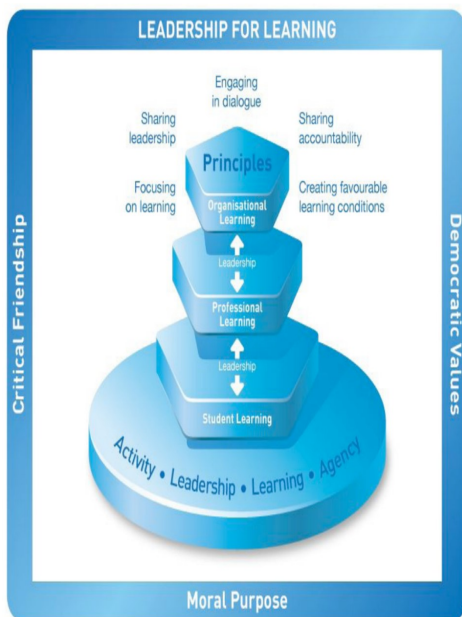 LEADERSHIP FOR LEARNING
Engaging
in dialogue
Sharing
leadership
Sharing
accountability
Principles
Focusing
on learning
Creating favourable
learning conditions
Organisational
Learning
Leadership
Professional
Learning
Leadership
Student Learning
Activity • Leadership • Learning • Agency
Critical Friendship
Democratic Values
Moral Purpose